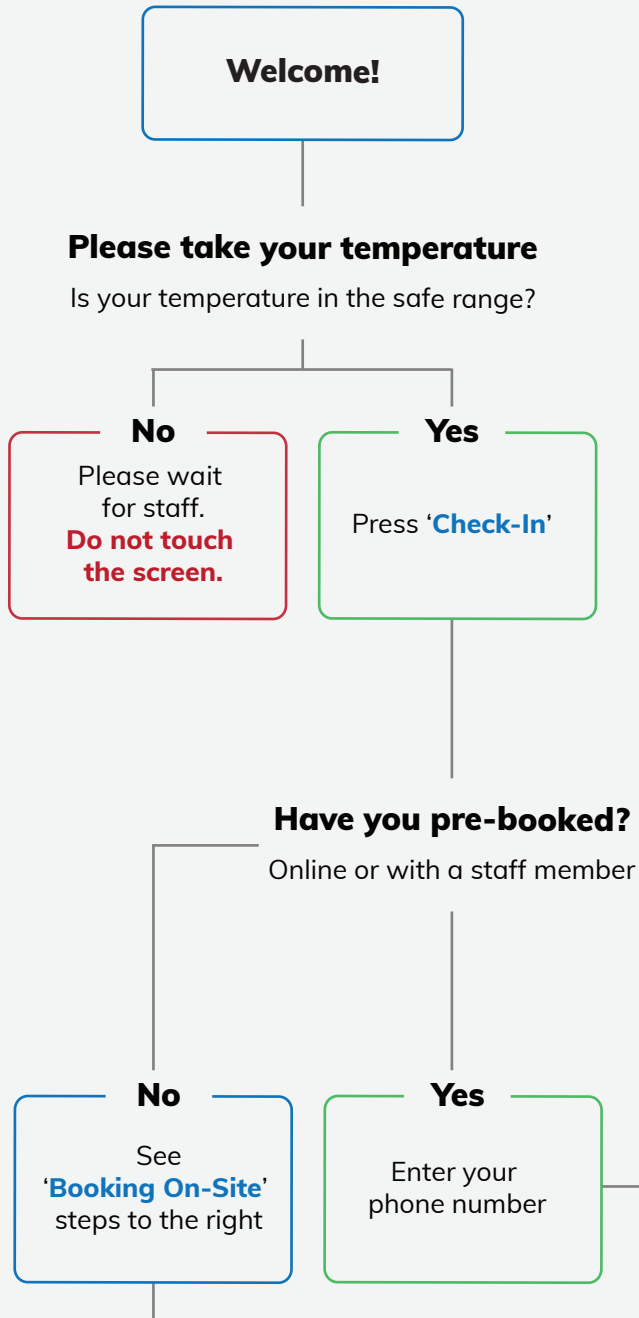 Welcome!
Please take your temperature
Is your temperature in the safe range?
No
Please wait
for staff.
Do not touch
the screen.
Yes
Press ‘Check-In’
Have you pre-booked?
Online or with a staff member
No
See
‘Booking On-Site’
steps to the right
Yes
Enter your
phone number